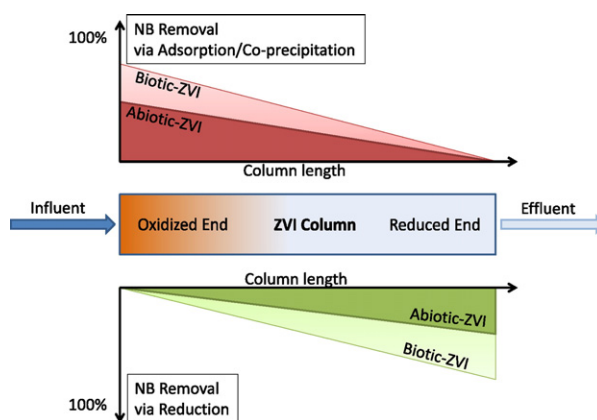 100%
NB Removal
via Adsorption/Co-precipitation
Biotic-ZVI
Abiotic-ZVI
Column length
Influent
Oxidized End
ZVI Column
Reduced End
Effluent
Column length
Abiotic-ZVI
Biotic-ZVI
NB Removal
via Reduction
100%